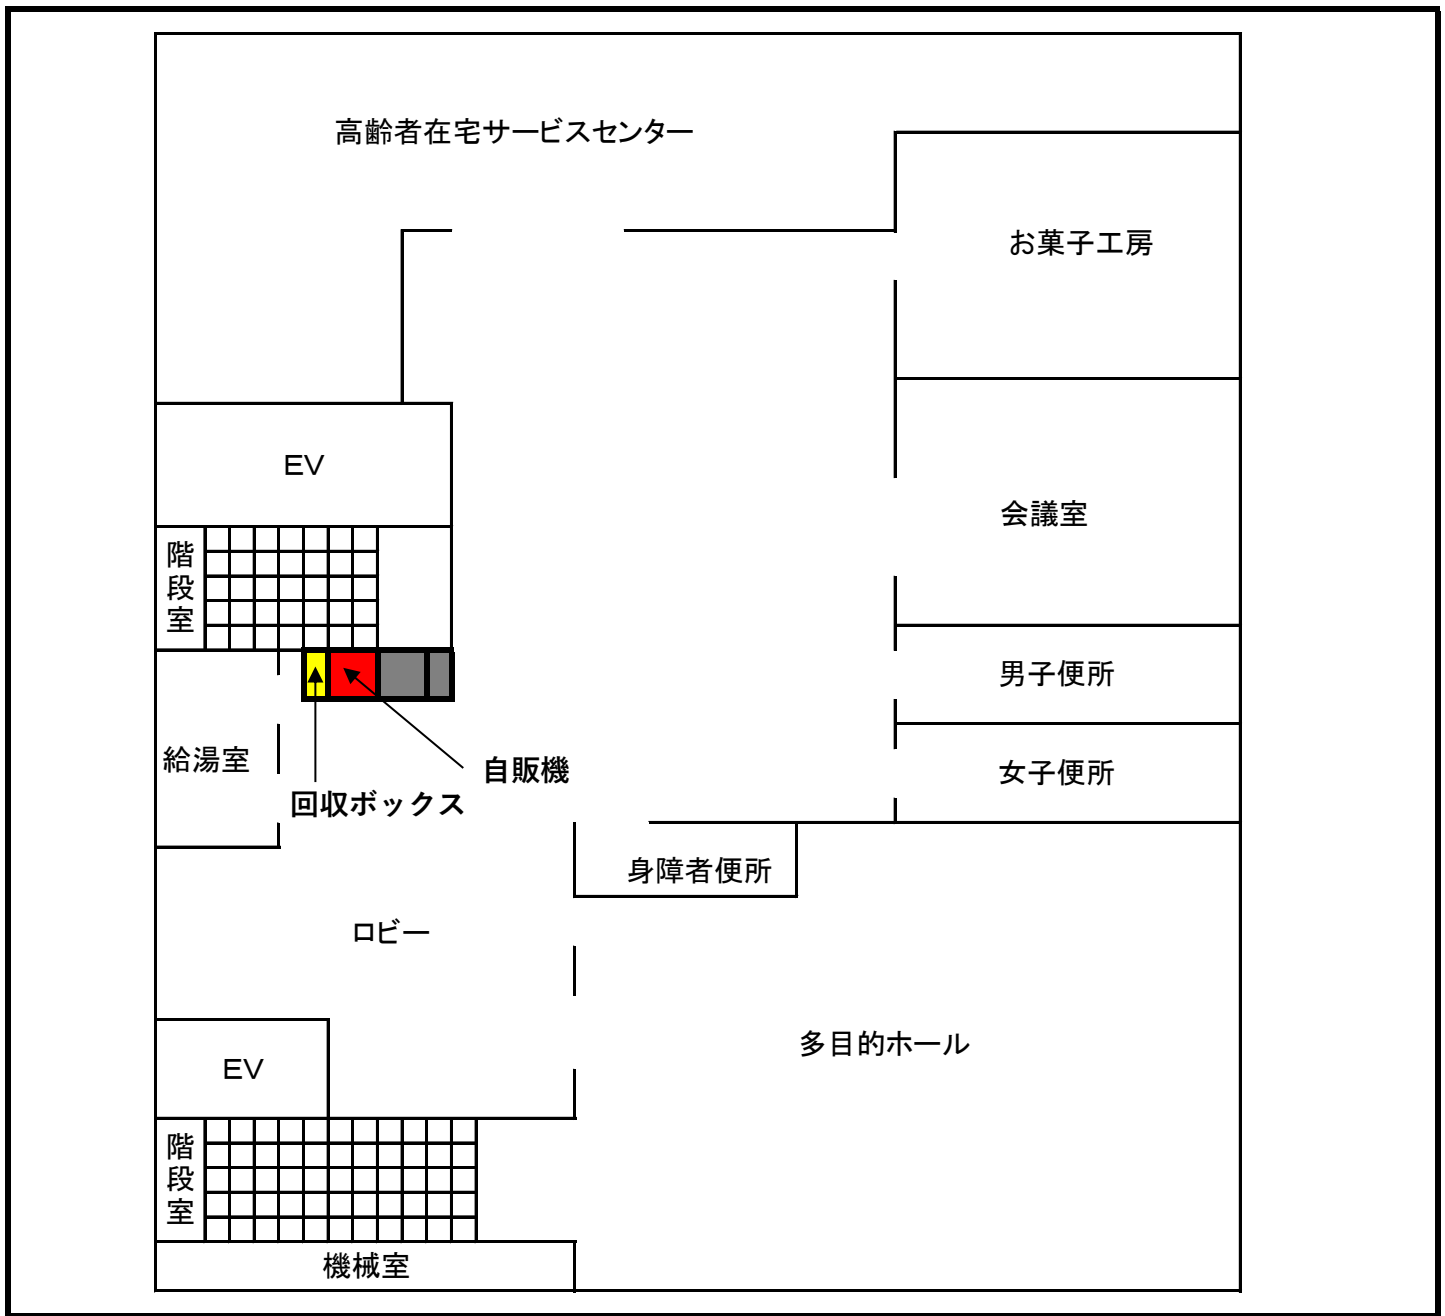 高齢者在宅サービスセンター
お菓子工房
EV
会議室
階段室
男子便所
給湯室
自販機
女子便所
回収ボックス
身障者便所
ロビー
多目的ホール
EV
階段室
機械室